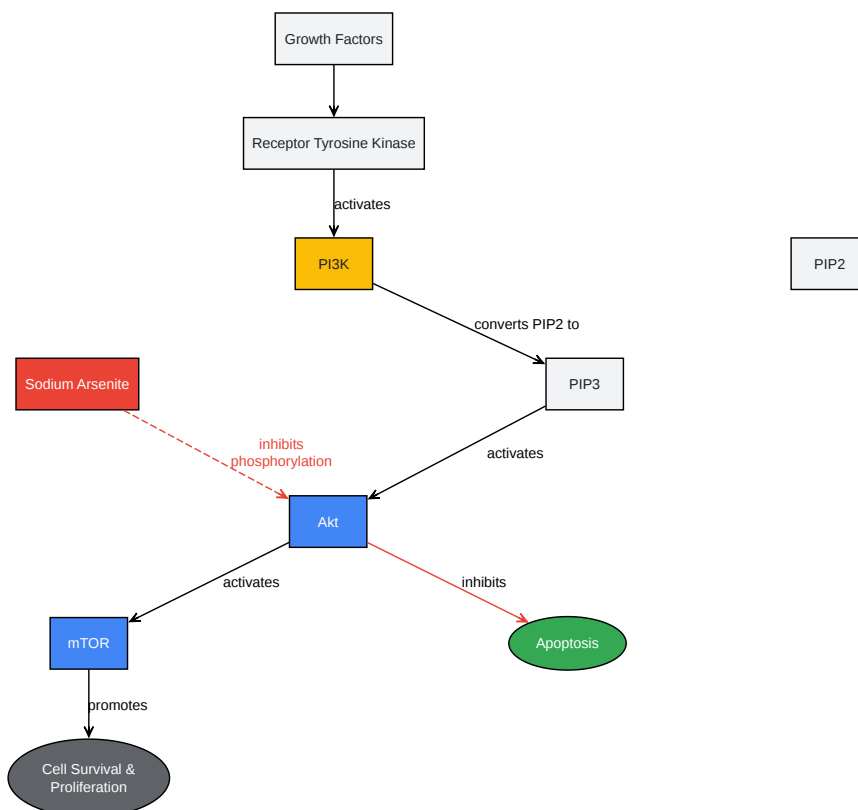 Growth Factors
Receptor Tyrosine Kinase
activates
PI3K
PIP2
converts PIP2 to
Sodium Arsenite
PIP3
inhibits
phosphorylation
activates
Akt
activates
inhibits
mTOR
Apoptosis
promotes
Cell Survival &
Proliferation